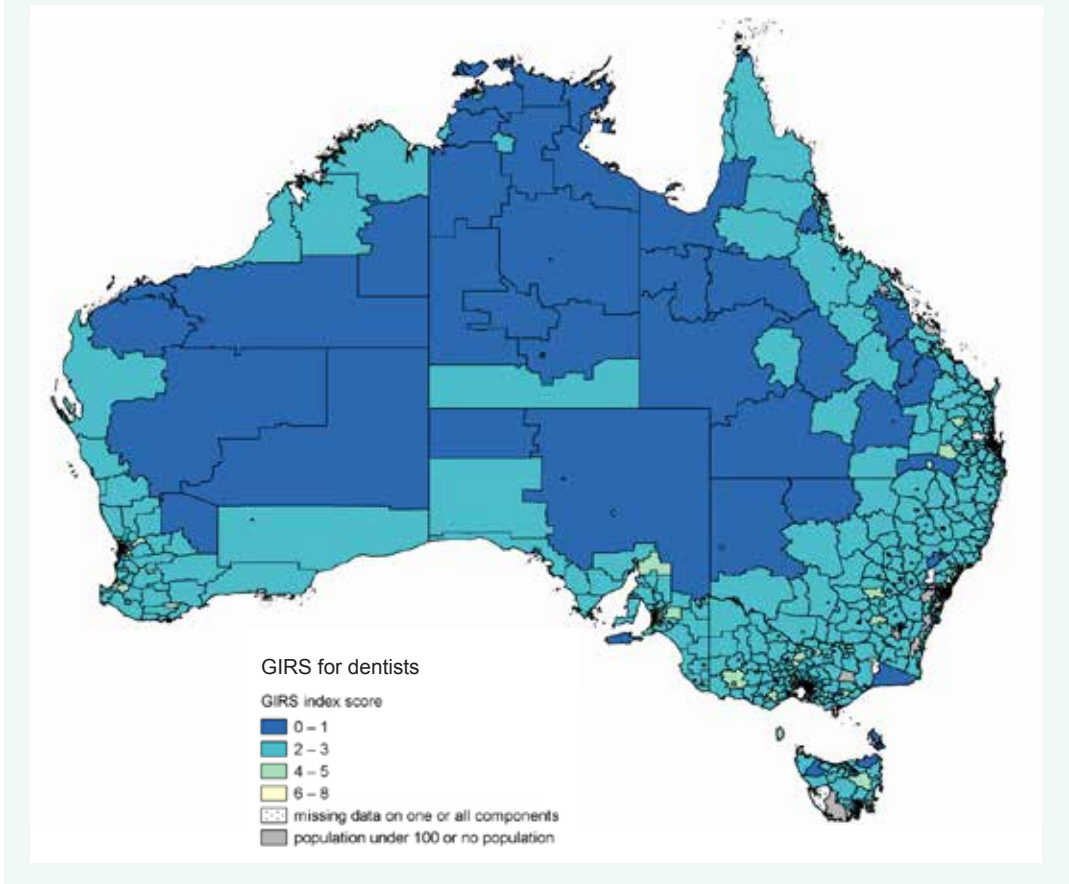 GIRS for dentists
GIRS index score
0 – 1
2 – 3
4 – 5
6 – 8
missing data on one or all components
population under 100 or no population